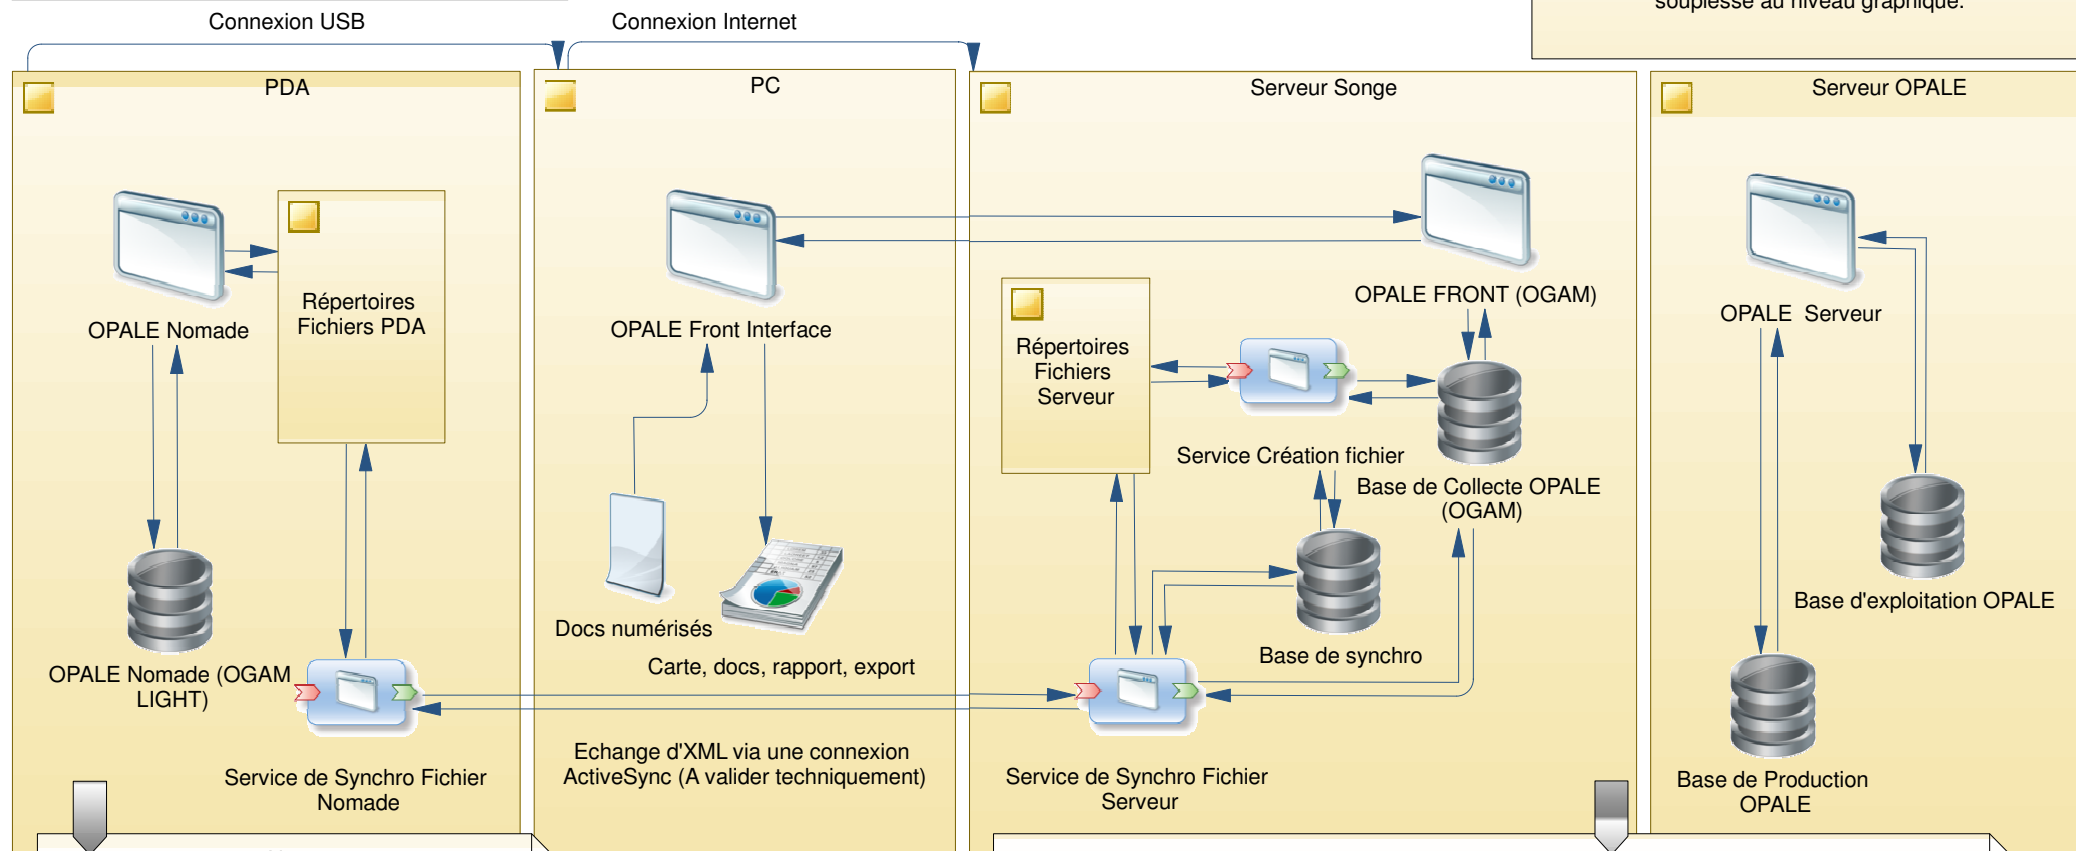 souplesse au niveau graphique.
Connexion USB
Connexion Internet
PDA
PC
Serveur Songe
Serveur OPALE
Répertoires
Fichiers PDA
OPALE Nomade
OPALE Front Interface
OPALE FRONT (OGAM)
OPALE  Serveur
Répertoires
Fichiers
Serveur
Service Création fichier
Base de Collecte OPALE
(OGAM)
Base d'exploitation OPALE
Docs numérisés
Base de synchro
Carte, docs, rapport, export
OPALE Nomade (OGAM
LIGHT)
Echange d'XML via une connexion
ActiveSync (A valider techniquement)
Service de Synchro Fichier
Nomade
Service de Synchro Fichier
Serveur
Base de Production
OPALE